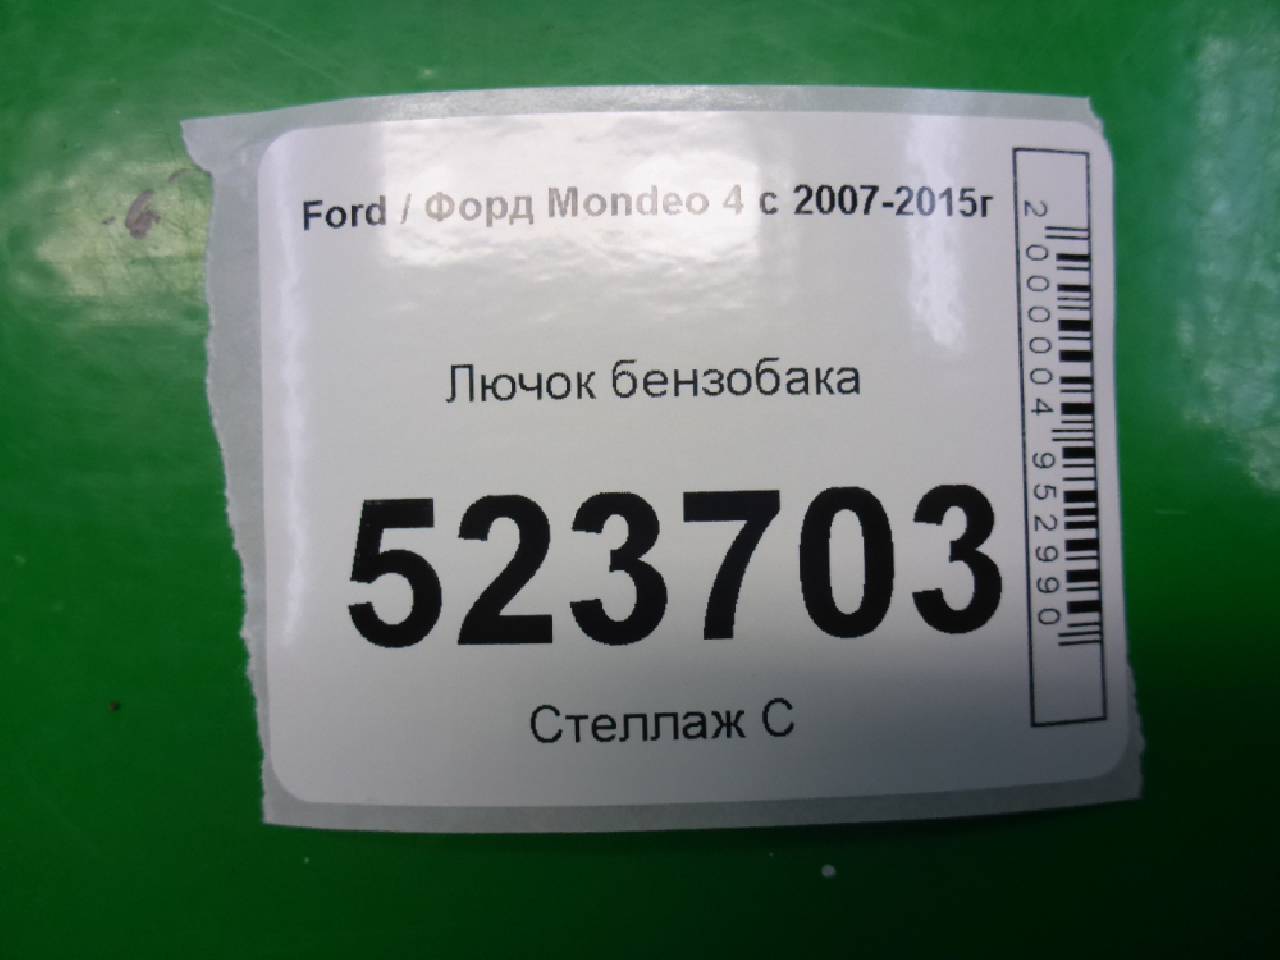 Ford / Форд Mondeo 4 с 2007-2015г
Лючок бензобака
523703
Стеллаж С
2000004952990